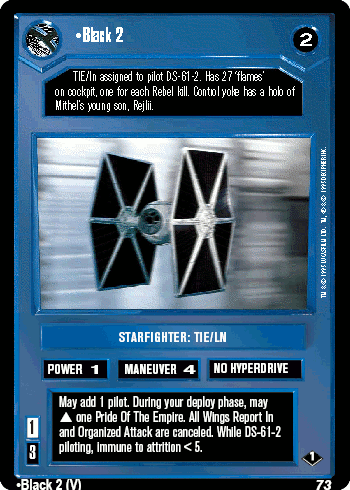 •Black 2
2
TIE/ln assigned to pilot DS-61-2. Has 27 'flames'
on cockpit, one for each Rebel kill. Control yoke has a holo of
Mithel's young son, Rejlii.
STARFIGHTER: TIE/LN
POWER 1 MANEUVER 4 NO HYPERDRIVE
May add 1 pilot. During your deploy phase, may
▲ one Pride Of The Empire. All Wings Report In
and Organized Attack are canceled. While DS-61-2
piloting, immune to attrition < 5.
1
3
1
•Black 2 (V) 73